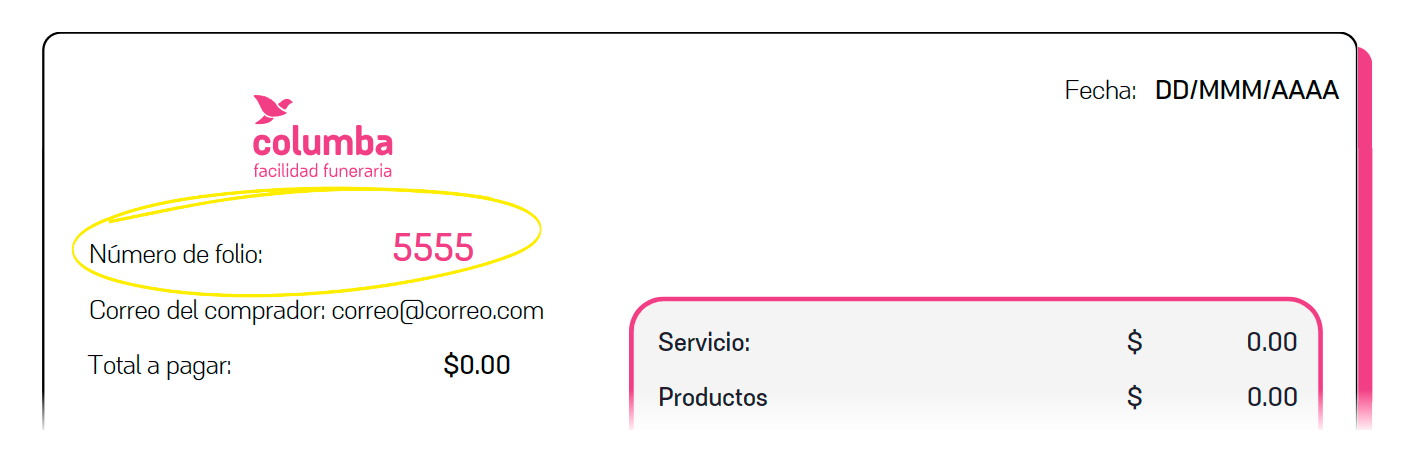 Fecha: DD/MMM/AAAA
columba
facilidad funeraria
Número de folio: 5555
Correo del comprador: correo@correo.com
Total a pagar: $0.00
Servicio: $ 0.00
Productos $ 0.00